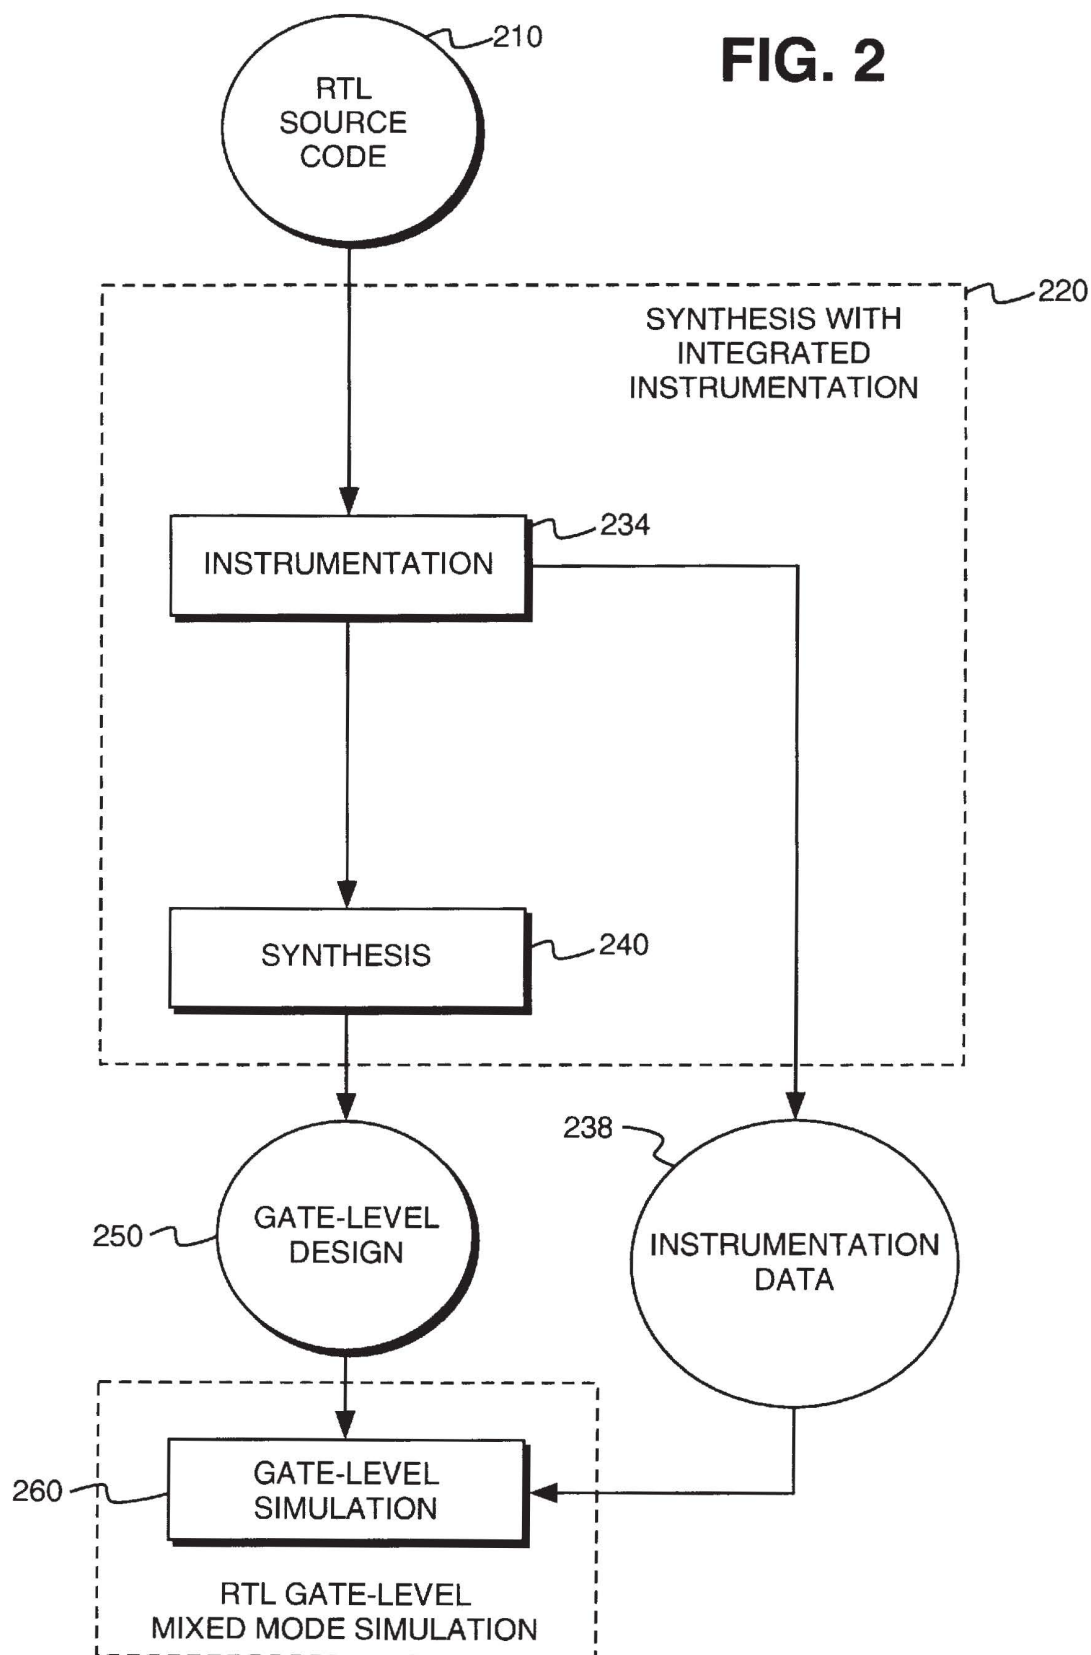 210
FIG. 2
RTL
SOURCE
CODE
220
SYNTHESIS WITH
INTEGRATED
INSTRUMENTATION
234
INSTRUMENTATION
SYNTHESIS
240
238
250
GATE-LEVEL
DESIGN
INSTRUMENTATION
DATA
260
GATE-LEVEL
SIMULATION
RTL GATE-LEVEL
MIXED MODE SIMULATION